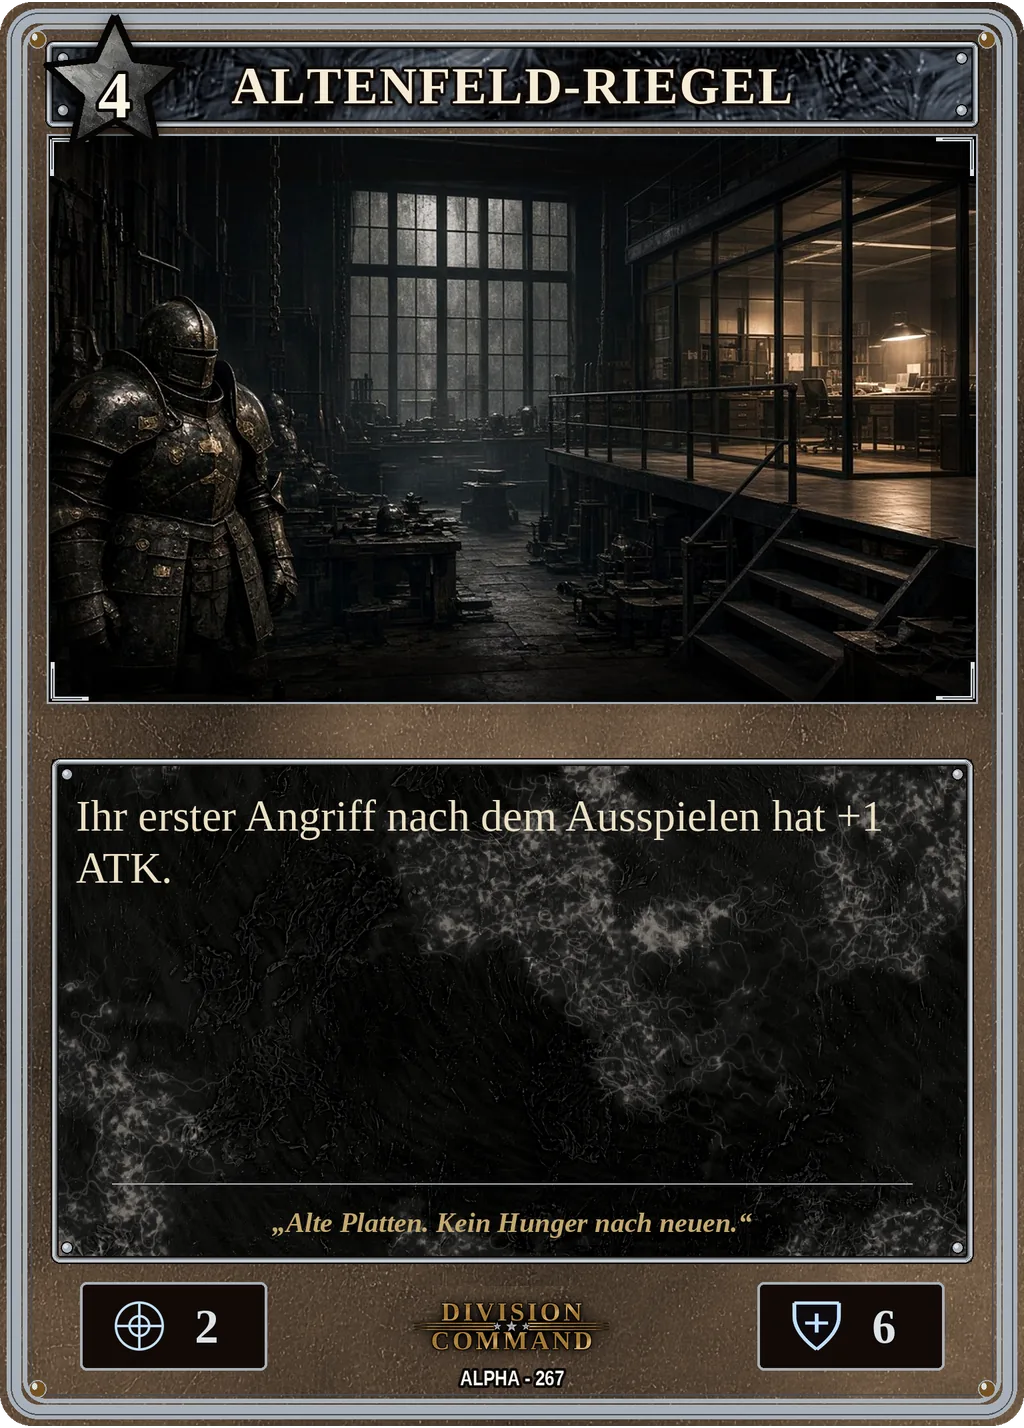 4
ALTENFELD-RIEGEL
Ihr erster Angriff nach dem Ausspielen hat +1
ATK.
„Alte Platten. Kein Hunger nach neuen.“
2
DIVISION
COMMAND
ALPHA - 267
6